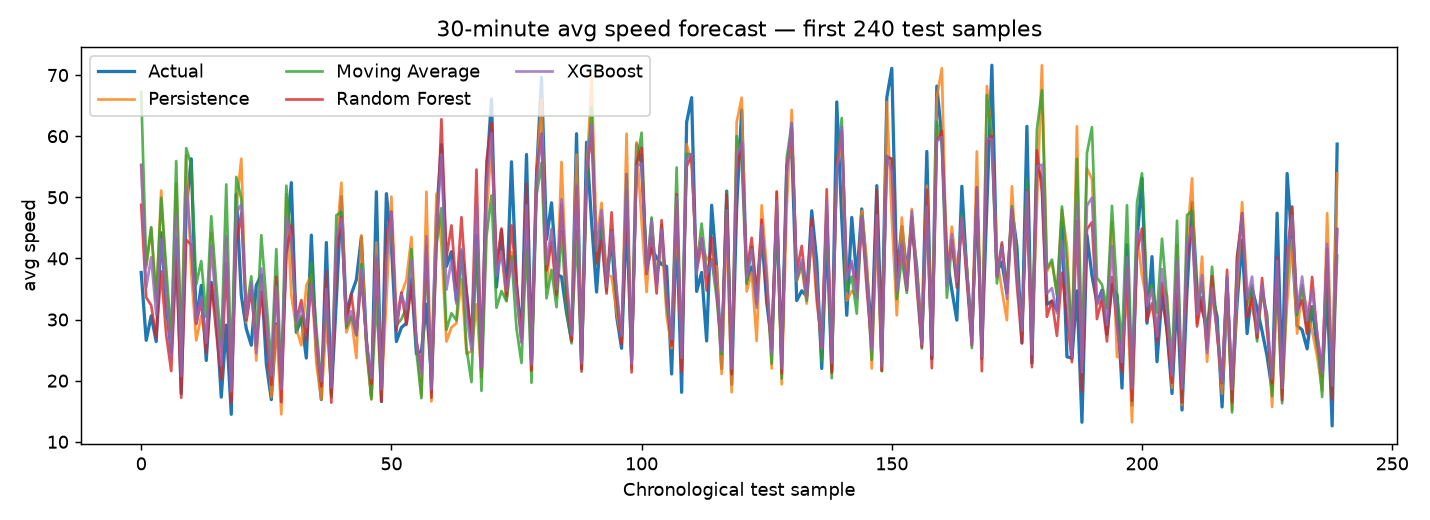 30-minute avg speed forecast — first 240 test samples
Actual
Persistence
Moving Average
Random Forest
XGBoost
70
60
50
40
30
20
10
avg speed
0
50
100
150
200
250
Chronological test sample